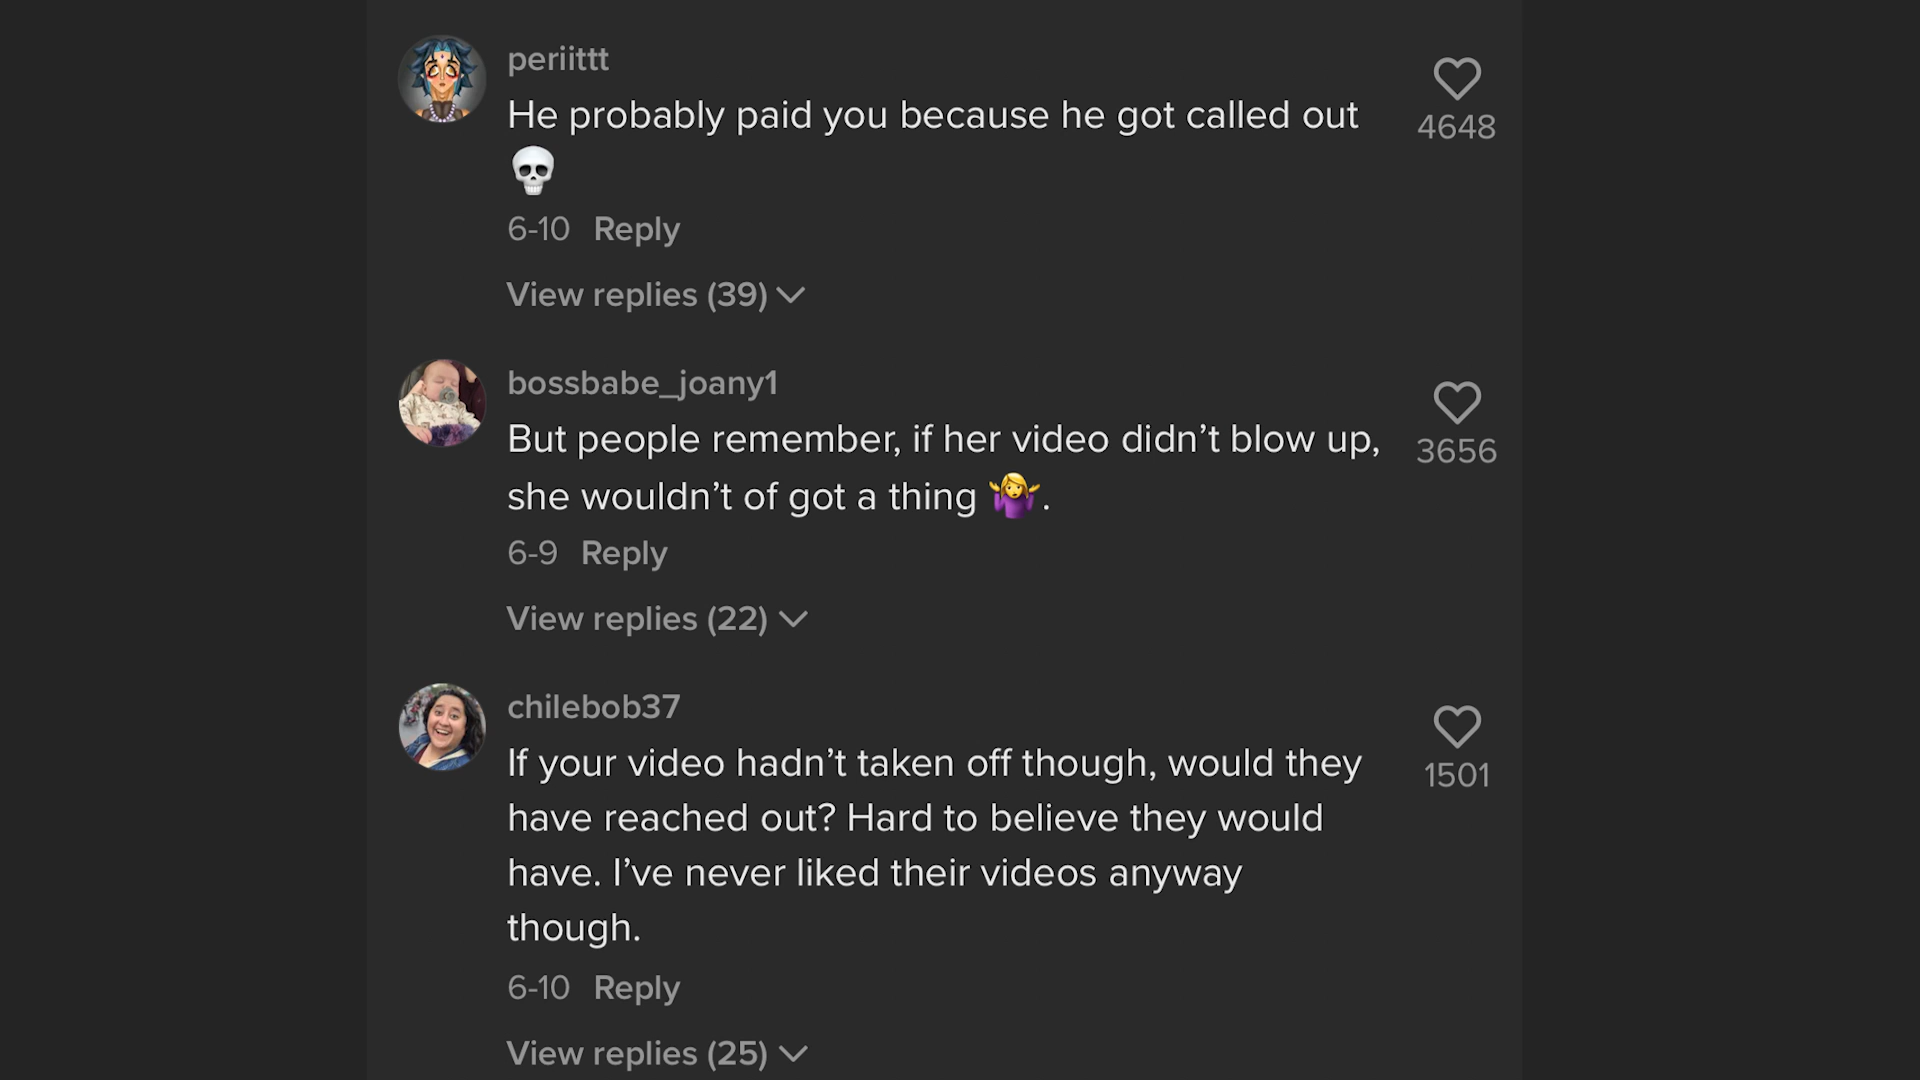 periittt
He probably paid you because he got called out
💀
4648
6-10 Reply
View replies (39)
bossbabe_joany1
But people remember, if her video didn’t blow up,
she wouldn’t of got a thing 🤷‍♀️.
3656
6-9 Reply
View replies (22)
chilebob37
If your video hadn’t taken off though, would they
have reached out? Hard to believe they would
have. I’ve never liked their videos anyway
though.
1501
6-10 Reply
View replies (25)